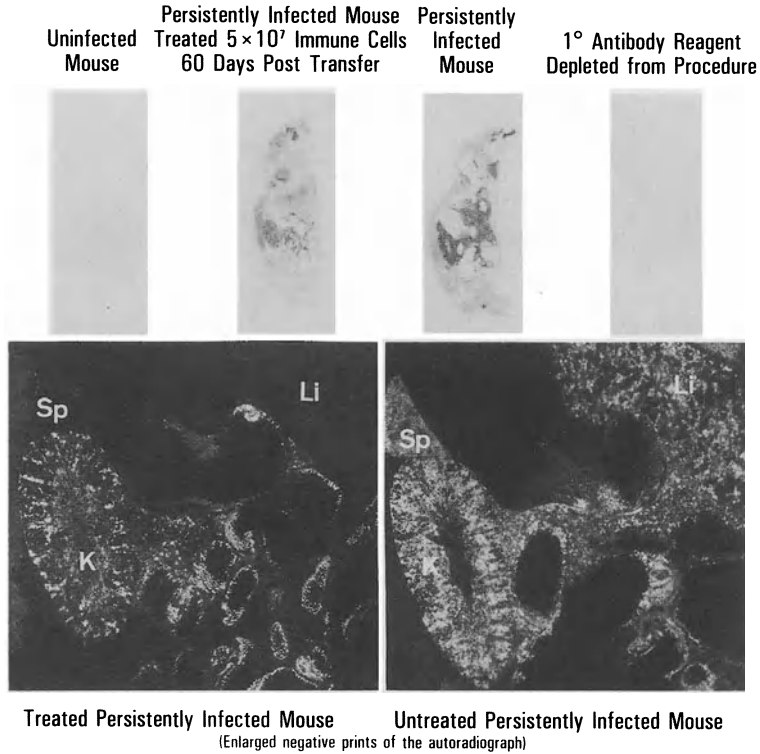 Uninfected
Mouse
Persistently Infected Mouse
Treated 5 × 10⁷ Immune Cells
60 Days Post Transfer
Persistently
Infected
Mouse
1° Antibody Reagent
Depleted from Procedure
Sp
Li
K
Sp
Li
K
Treated Persistently Infected Mouse
Untreated Persistently Infected Mouse
(Enlarged negative prints of the autoradiograph)